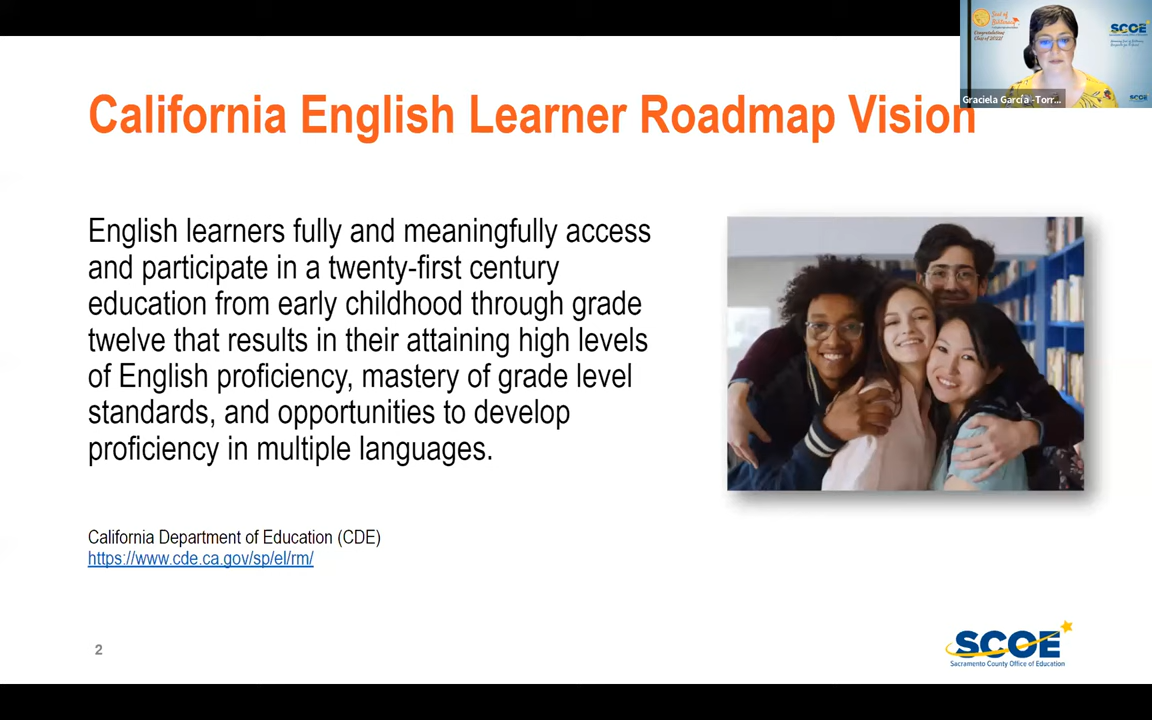 California English Learner Roadmap Vision
Graciela García -Torr...
SCOE
English learners fully and meaningfully access
and participate in a twenty-first century
education from early childhood through grade
twelve that results in their attaining high levels
of English proficiency, mastery of grade level
standards, and opportunities to develop
proficiency in multiple languages.
California Department of Education (CDE)
https://www.cde.ca.gov/sp/el/rm/
2
SCOE
Sacramento County Office of Education